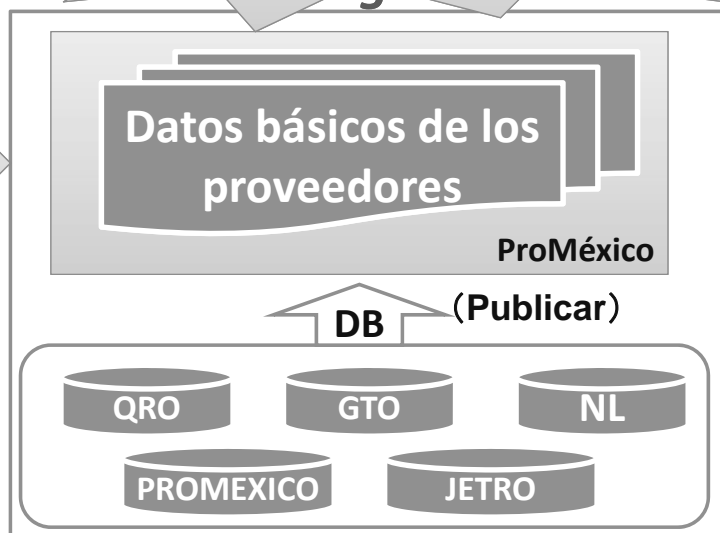 Datos básicos de los
proveedores
ProMéxico
DB (Publicar)
QRO GTO NL
PROMEXICO JETRO